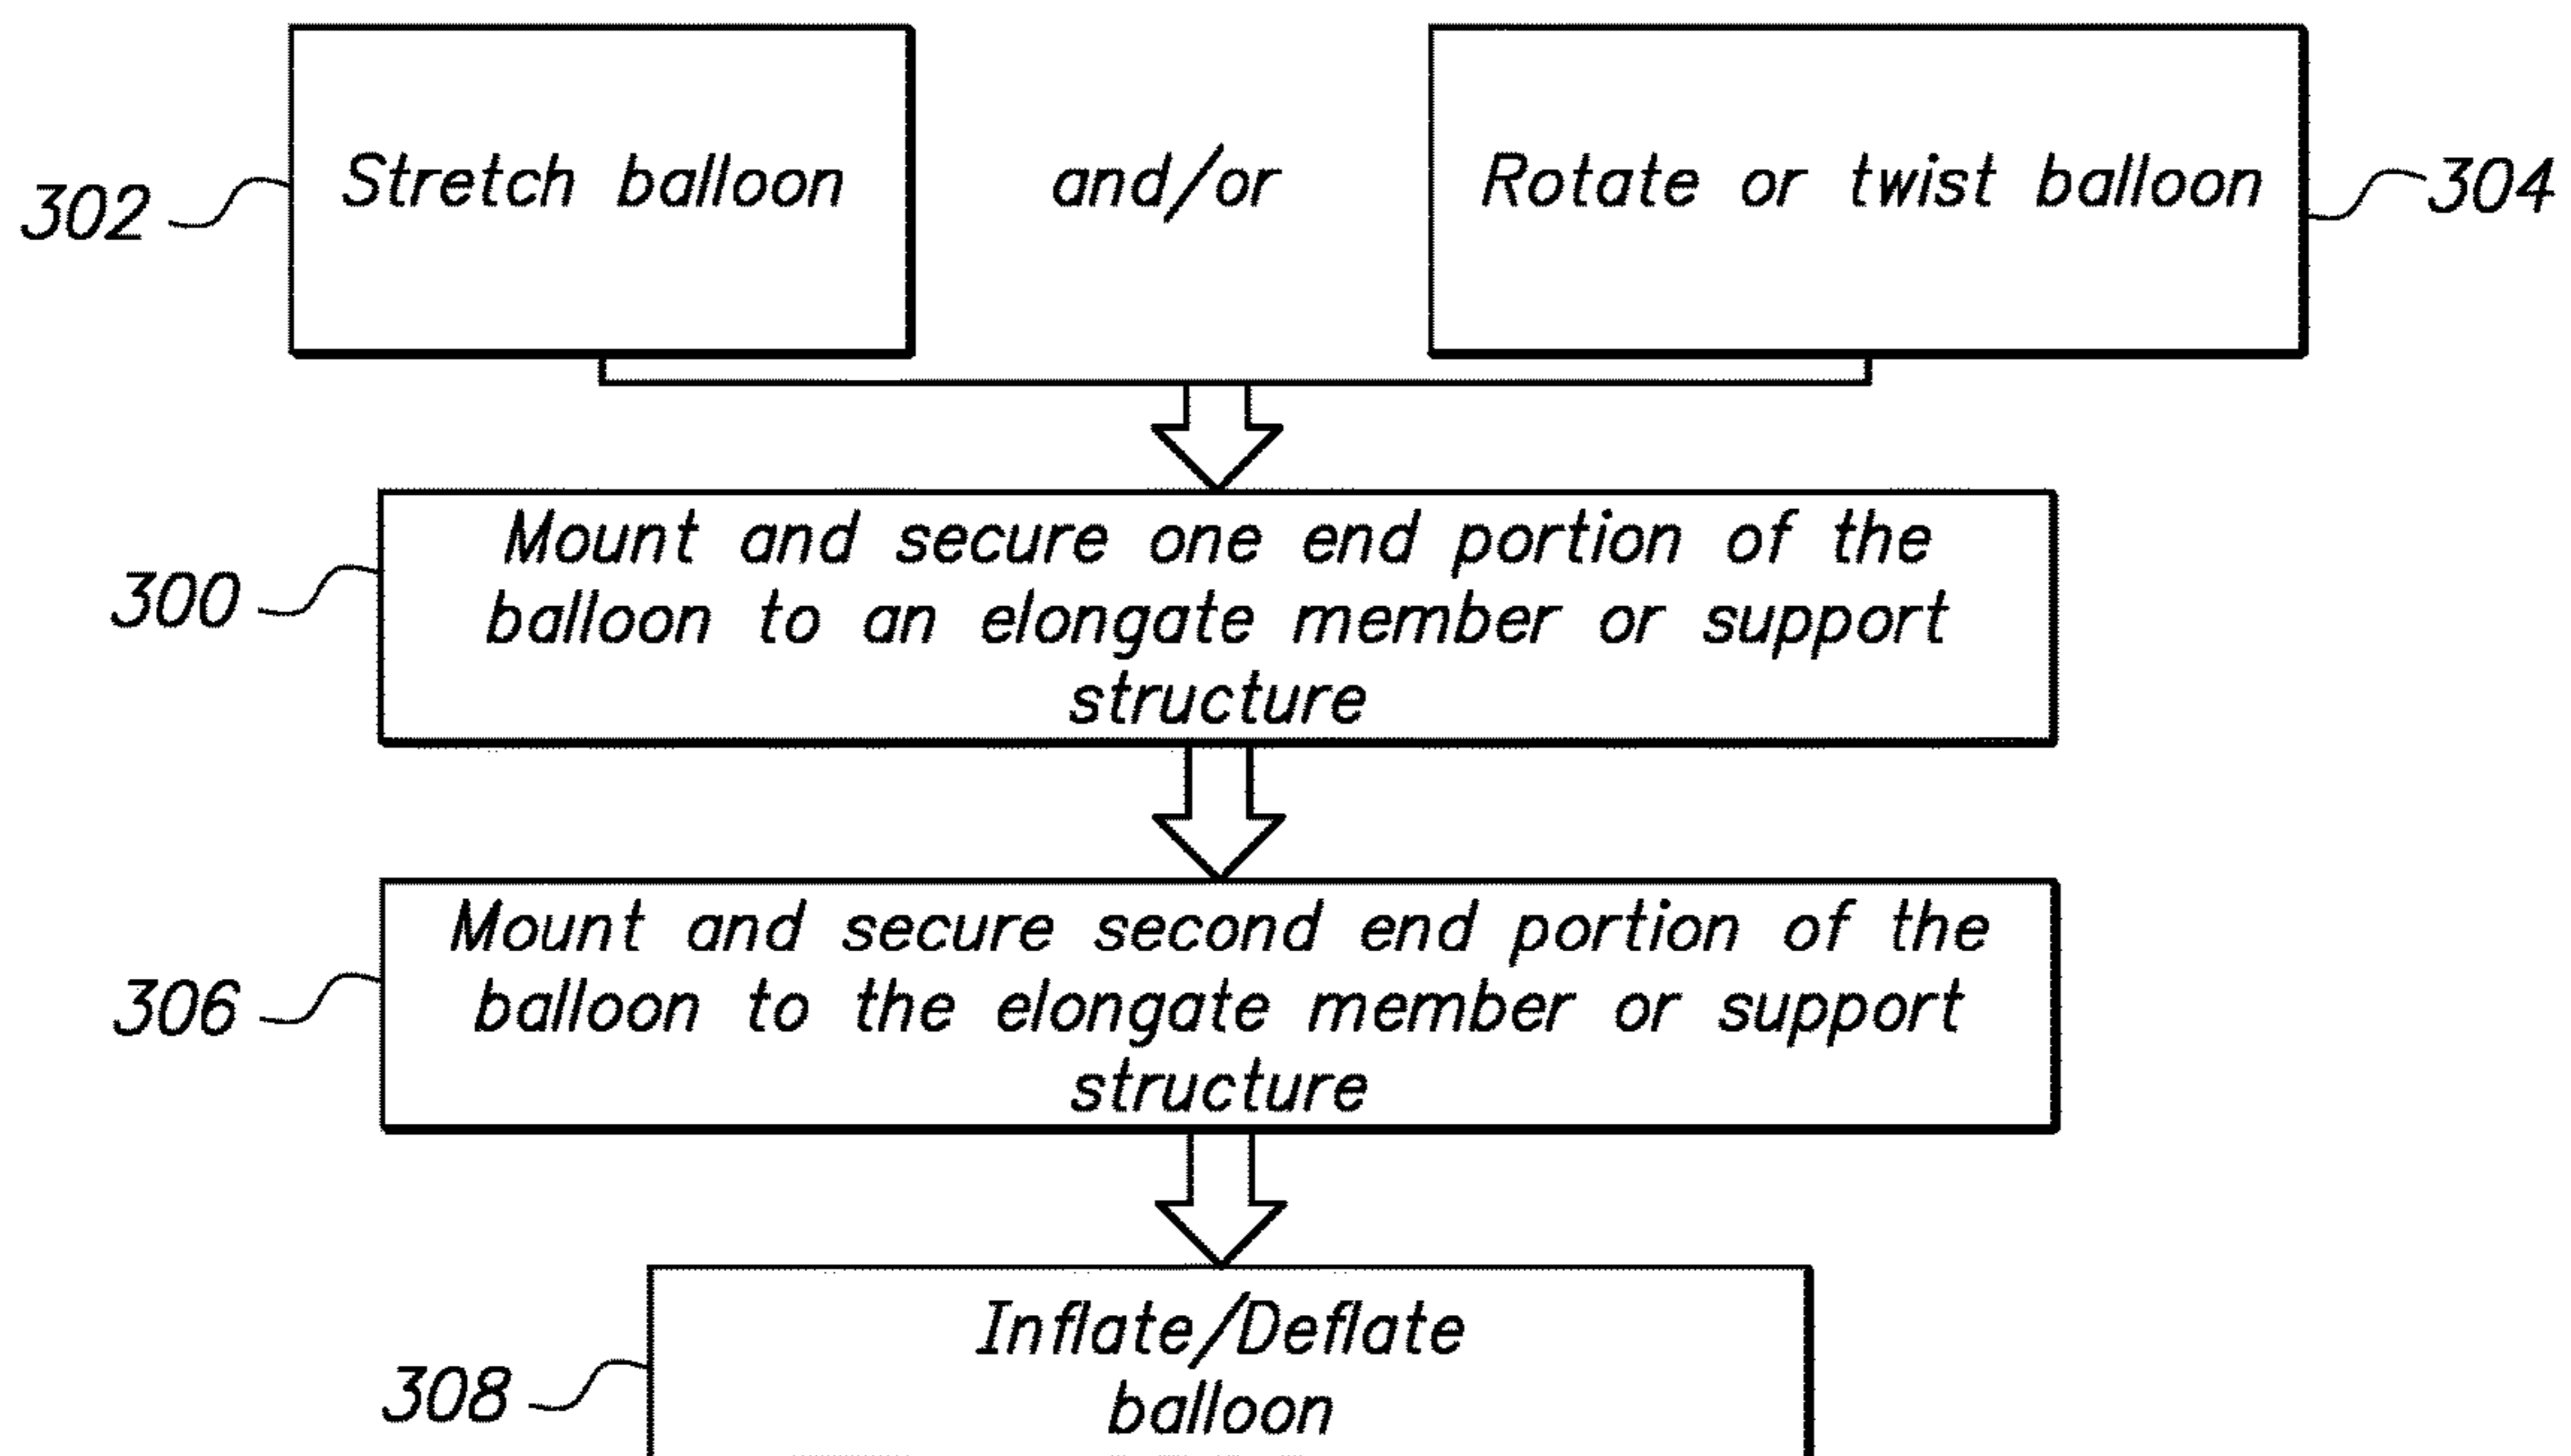 302
Stretch balloon
and/or
Rotate or twist balloon
304
300
Mount and secure one end portion of the
balloon to an elongate member or support
structure
306
Mount and secure second end portion of the
balloon to the elongate member or support
structure
308
Inflate/Deflate
balloon